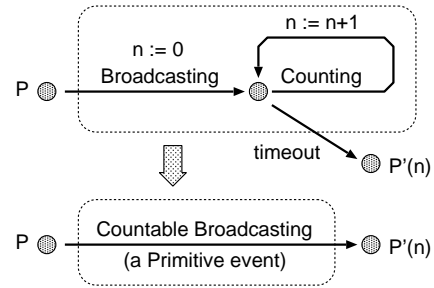 n := n+1
n := 0
Broadcasting
Counting
P
timeout
P'(n)
Countable Broadcasting
P
P'(n)
(a Primitive event)